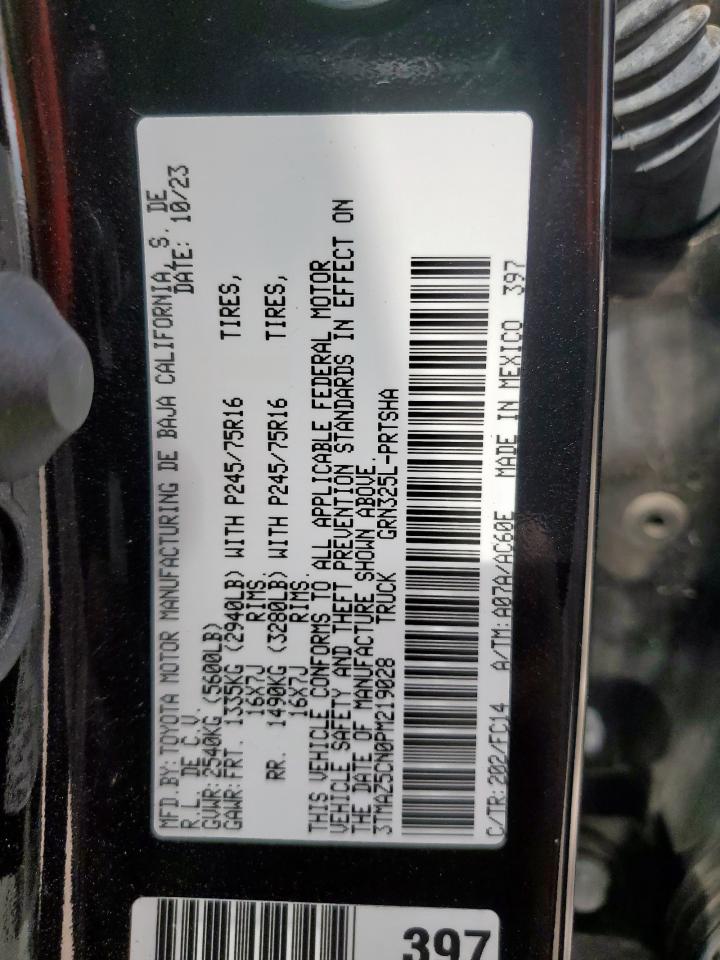 MFD BY: TOYOTA MOTOR MANUFACTURING DE BAJA CALIFORNIA, S. DE
R.L. DE C.V. DATE: 10/23
GVWR: 2540KG (5600LB)
GAWR: FRT. 1335KG (2940LB) WITH P245/75R16 TIRES,
16X7J RIMS.
RR. 1490KG (3280LB) WITH P245/75R16 TIRES,
16X7J RIMS.
THIS VEHICLE CONFORMS TO ALL APPLICABLE FEDERAL MOTOR
VEHICLE SAFETY AND THEFT PREVENTION STANDARDS IN EFFECT ON
THE DATE OF MANUFACTURE SHOWN ABOVE.
3TMAZ5CN0PM219028 TRUCK GRN325L-PRTSHA
C/TR: 202/FC14 A/TM: A07A/AC60E MADE IN MEXICO 397
397